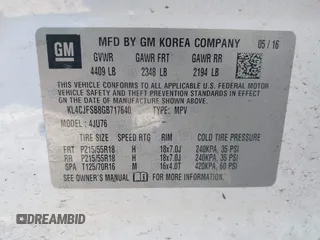 GM
MFD BY GM KOREA COMPANY 05/16
GVWR GAWR FRT GAWR RR
4409 LB 2348 LB 2194 LB
THIS VEHICLE CONFORMS TO ALL APPLICABLE U.S. FEDERAL MOTOR
VEHICLE SAFETY, BUMPER, AND THEFT PREVENTION STANDARDS IN
EFFECT ON THE DATE OF MANUFACTURE SHOWN ABOVE.
KL4CJFSB8GB717640 TYPE: MPV
MODEL: 4JU76
TIRE SIZE SPEED RTG RIM COLD TIRE PRESSURE
FRT P215/55R18 H 18x7.0J 240KPA, 35 PSI
RR P215/55R18 H 18x7.0J 240KPA, 35 PSI
SPA T125/70R16 M 16x4.0T 420KPA, 60 PSI
SEE OWNER'S MANUAL FOR ADDITIONAL INFORMATION